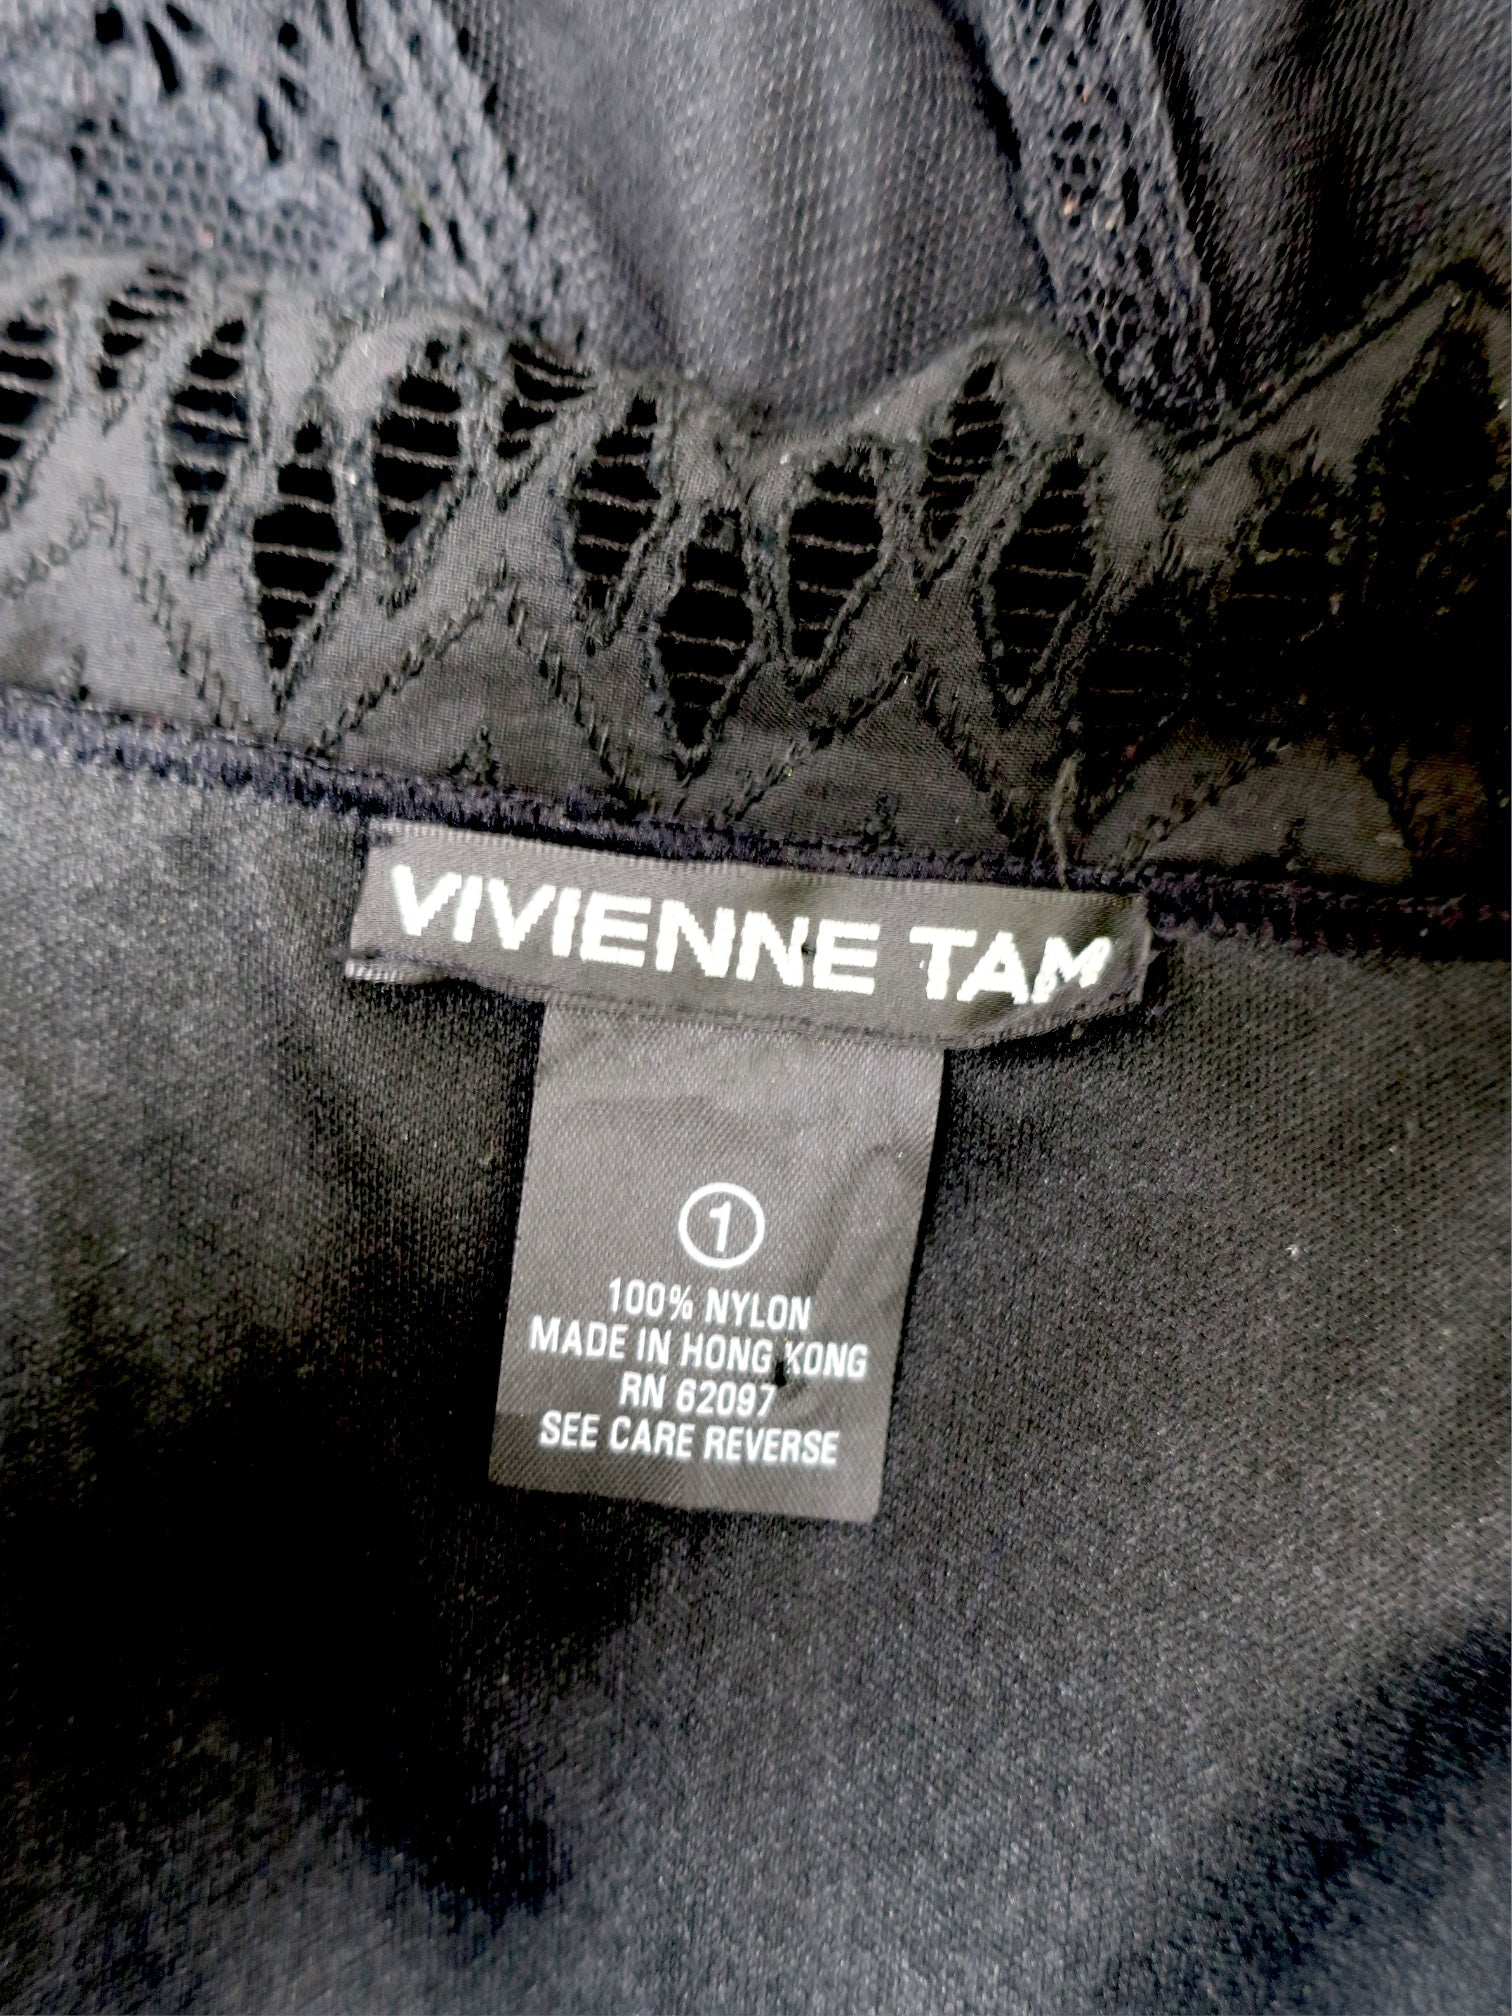 VIVIENNE TAM
1
100% NYLON
MADE IN HONG KONG
RN 62097
SEE CARE REVERSE